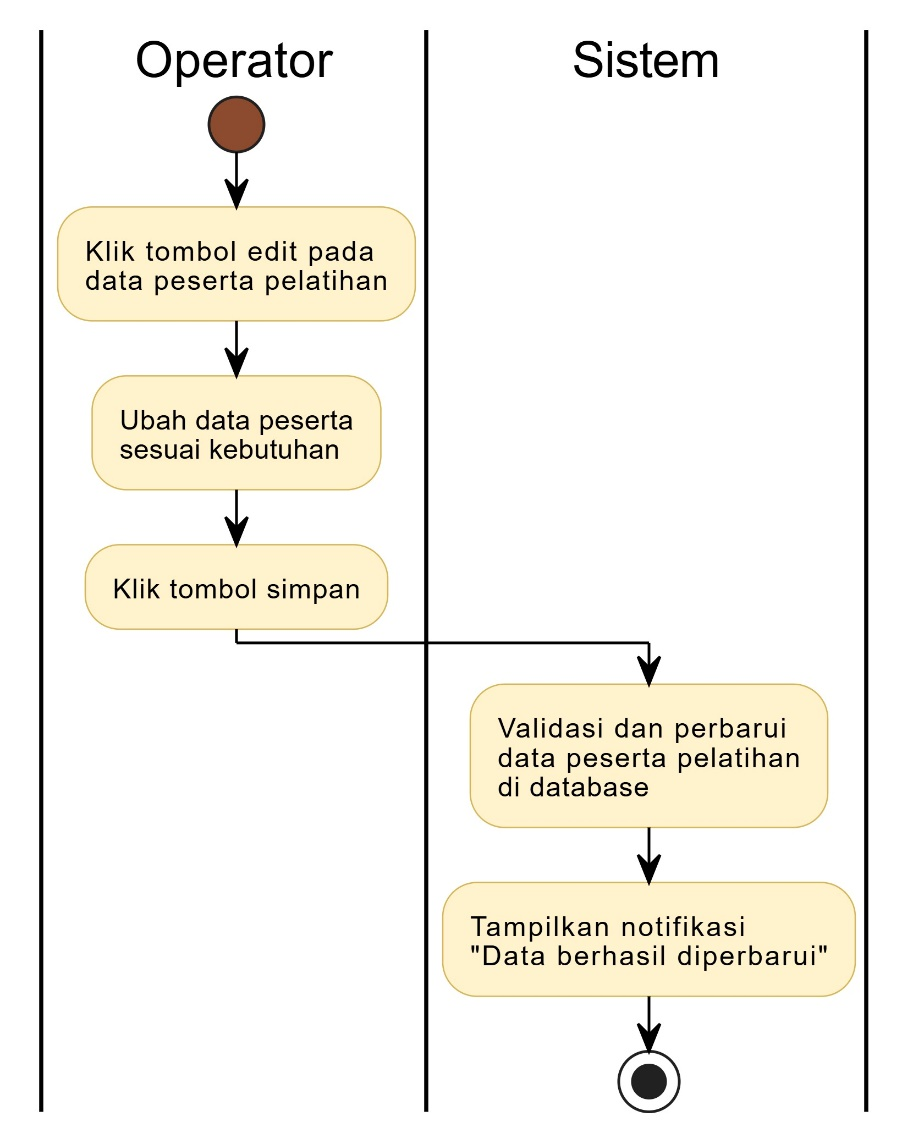 Operator
Sistem
Klik tombol edit pada
data peserta pelatihan
Ubah data peserta
sesuai kebutuhan
Klik tombol simpan
Validasi dan perbarui
data peserta pelatihan
di database
Tampilkan notifikasi
"Data berhasil diperbarui"